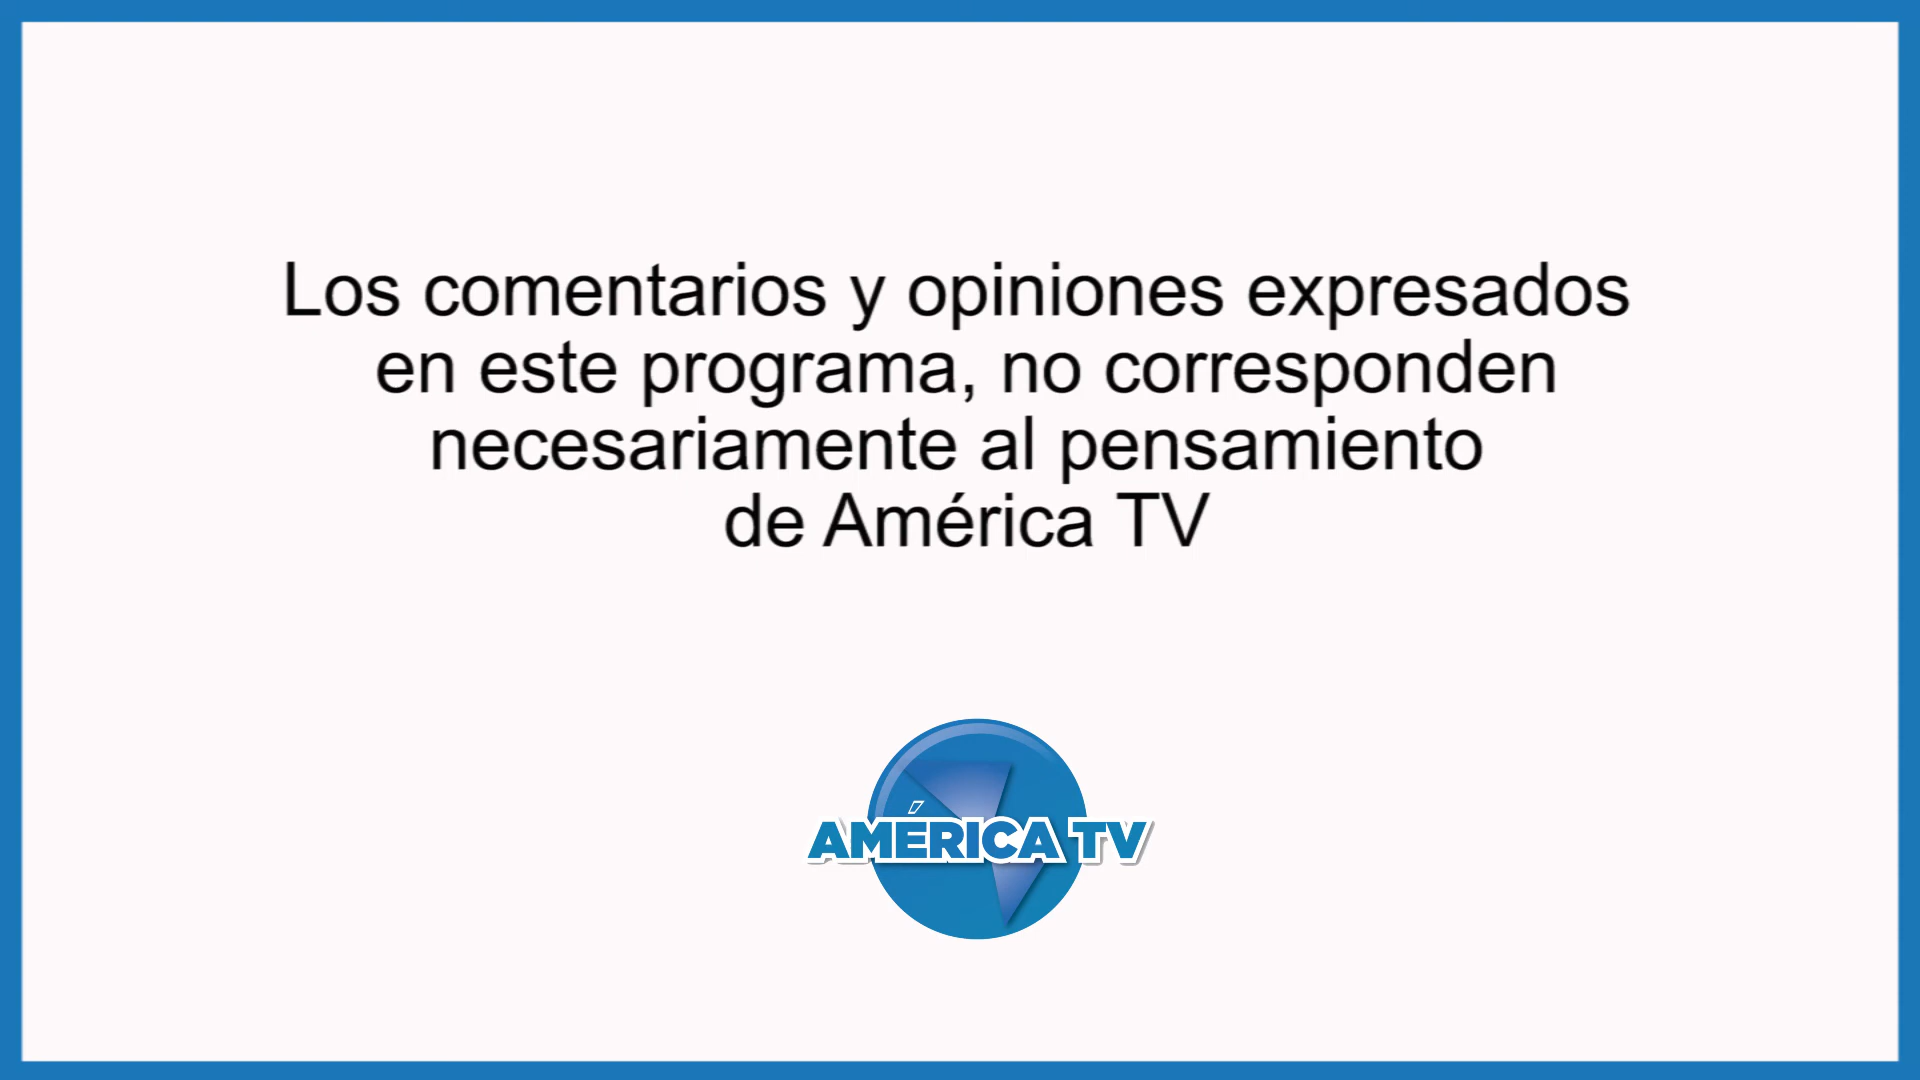 Los comentarios y opiniones expresados
en este programa, no corresponden
necesariamente al pensamiento
de América TV
AMÉRICA TV